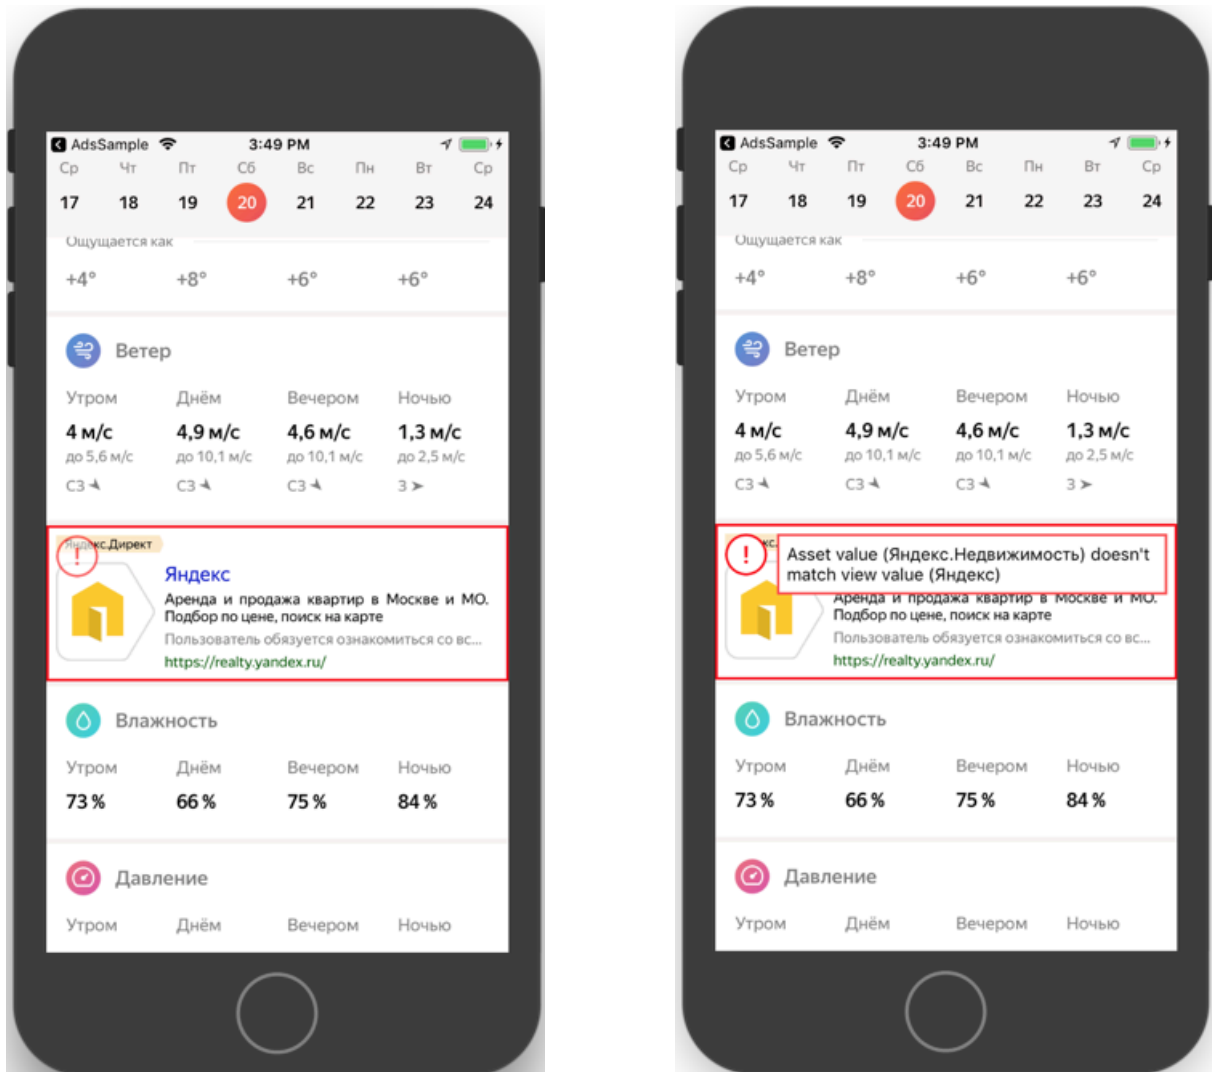 AdsSample 3:49 PM
Ср Чт Пт Сб Вс Пн Вт Ср
17 18 19 20 21 22 23 24
Ощущается как
+4° +8° +6° +6°
Ветер
Утром Днём Вечером Ночью
4 м/с 4,9 м/с 4,6 м/с 1,3 м/с
до 5,6 м/с до 10,1 м/с до 10,1 м/с до 2,5 м/с
СЗ СЗ СЗ З
Яндекс.Директ
!
Яндекс
Аренда и продажа квартир в Москве и МО.
Подбор по цене, поиск на карте
Пользователь обязуется ознакомиться со вс...
https://realty.yandex.ru/
Влажность
Утром Днём Вечером Ночью
73 % 66 % 75 % 84 %
Давление
Утром Днём Вечером Ночью
AdsSample 3:49 PM
Ср Чт Пт Сб Вс Пн Вт Ср
17 18 19 20 21 22 23 24
Ощущается как
+4° +8° +6° +6°
Ветер
Утром Днём Вечером Ночью
4 м/с 4,9 м/с 4,6 м/с 1,3 м/с
до 5,6 м/с до 10,1 м/с до 10,1 м/с до 2,5 м/с
СЗ СЗ СЗ З
!
Asset value (Яндекс.Недвижимость) doesn't
match view value (Яндекс)
Аренда и продажа квартир в Москве и МО.
Подбор по цене, поиск на карте
Пользователь обязуется ознакомиться со вс...
https://realty.yandex.ru/
Влажность
Утром Днём Вечером Ночью
73 % 66 % 75 % 84 %
Давление
Утром Днём Вечером Ночью